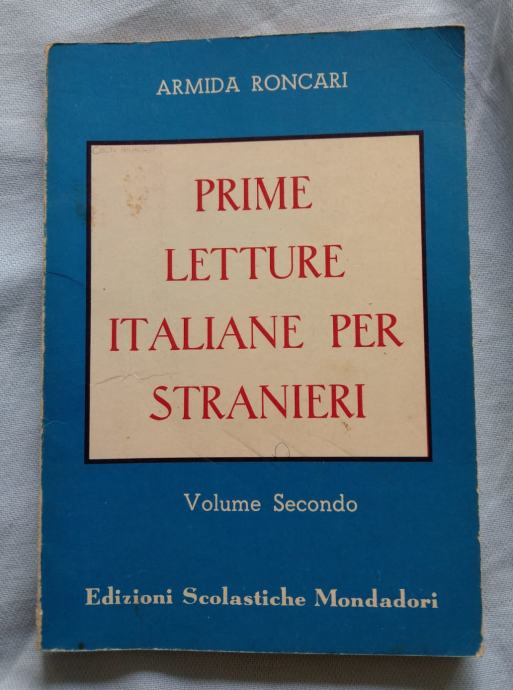 ARMIDA RONCARI
PRIME
LETTURE
ITALIANE PER
STRANIERI
Volume Secondo
Edizioni Scolastiche Mondadori